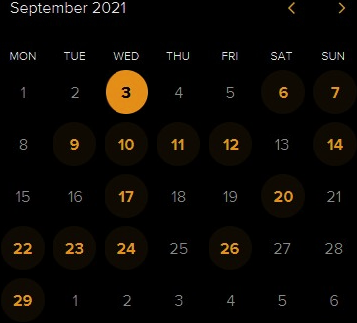 September 2021 < >
MON TUE WED THU FRI SAT SUN
1 2 3 4 5 6 7
8 9 10 11 12 13 14
15 16 17 18 19 20 21
22 23 24 25 26 27 28
29 1 2 3 4 5 6